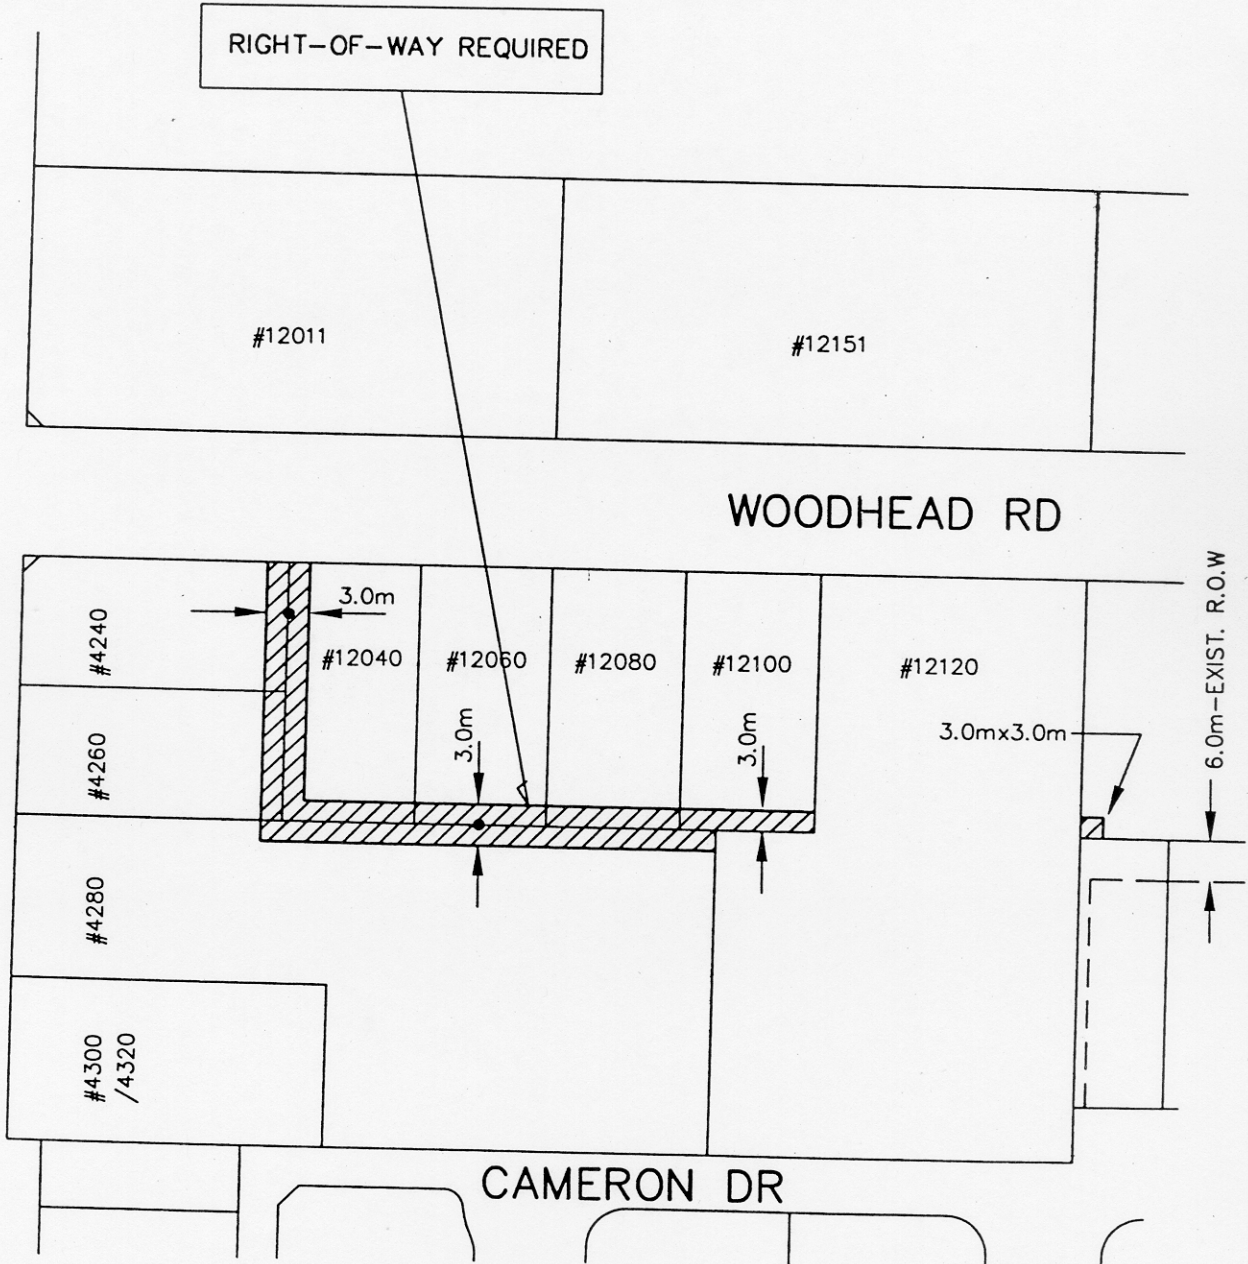 RIGHT-OF-WAY REQUIRED
#12011
#12151
WOODHEAD RD
3.0m
#4240
#12040
#12060
#12080
#12100
#12120
6.0m-EXIST. R.O.W
3.0m
3.0m
3.0mx3.0m
#4260
#4280
#4300
/4320
CAMERON DR